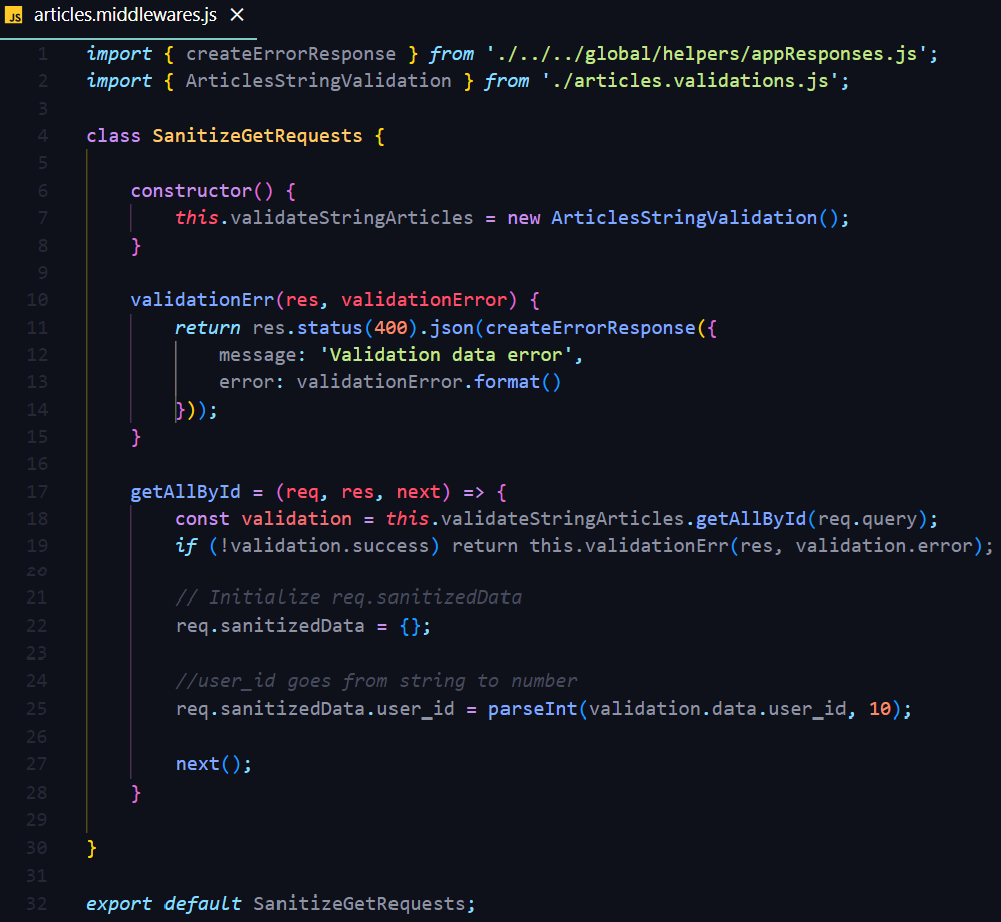 JS articles.middlewares.js ×
1 import { createErrorResponse } from './../../global/helpers/appResponses.js';
2 import { ArticlesStringValidation } from './articles.validations.js';
3
4 class SanitizeGetRequests {
5
6 constructor() {
7 this.validateStringArticles = new ArticlesStringValidation();
8 }
9
10 validationErr(res, validationError) {
11 return res.status(400).json(createErrorResponse({
12 message: 'Validation data error',
13 error: validationError.format()
14 }));
15 }
16
17 getAllById = (req, res, next) => {
18 const validation = this.validateStringArticles.getAllById(req.query);
19 if (!validation.success) return this.validationErr(res, validation.error);
20
21 // Initialize req.sanitizedData
22 req.sanitizedData = {};
23
24 //user_id goes from string to number
25 req.sanitizedData.user_id = parseInt(validation.data.user_id, 10);
26
27 next();
28 }
29
30 }
31
32 export default SanitizeGetRequests;